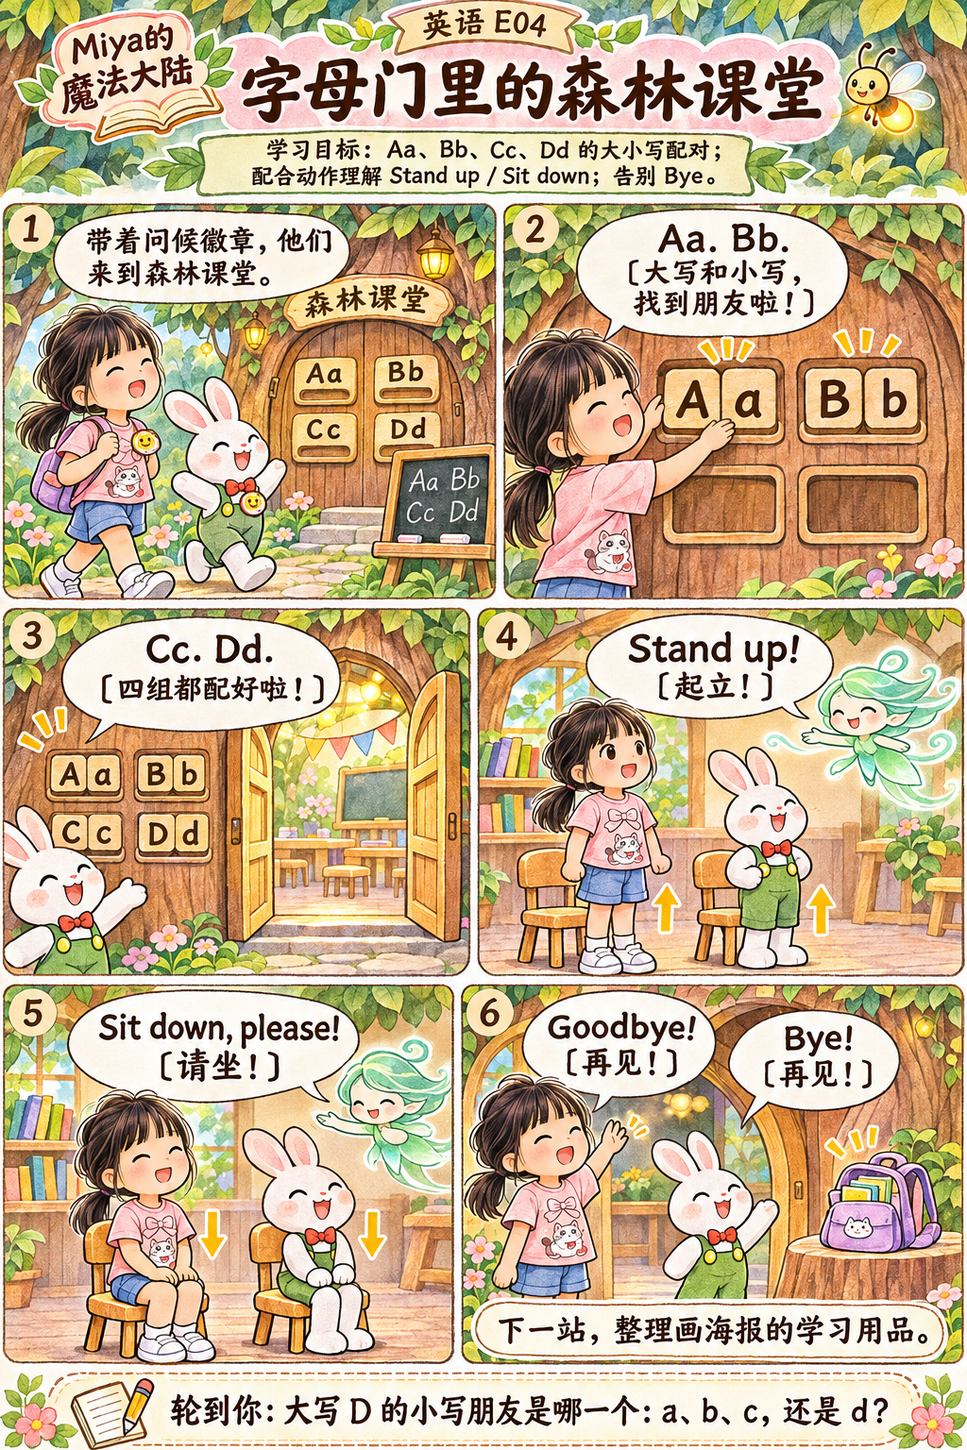 Miya的
魔法大陆
英语 E04
字母门里的森林课堂
学习目标：Aa、Bb、Cc、Dd 的大小写配对；
配合动作理解 Stand up / Sit down；告别 Bye。
1
带着问候徽章，他们
来到森林课堂。
森林课堂
Aa Bb
Cc Dd
Aa Bb
Cc Dd
2
Aa. Bb.
〔大写和小写，
找到朋友啦！〕
A a B b
3
Cc. Dd.
〔四组都配好啦！〕
A a B b
C c D d
4
Stand up!
〔起立！〕
5
Sit down, please!
〔请坐！〕
6
Goodbye!
〔再见！〕
Bye!
〔再见！〕
下一站，整理画海报的学习用品。
轮到你：大写 D 的小写朋友是哪一个：a、b、c，还是 d？